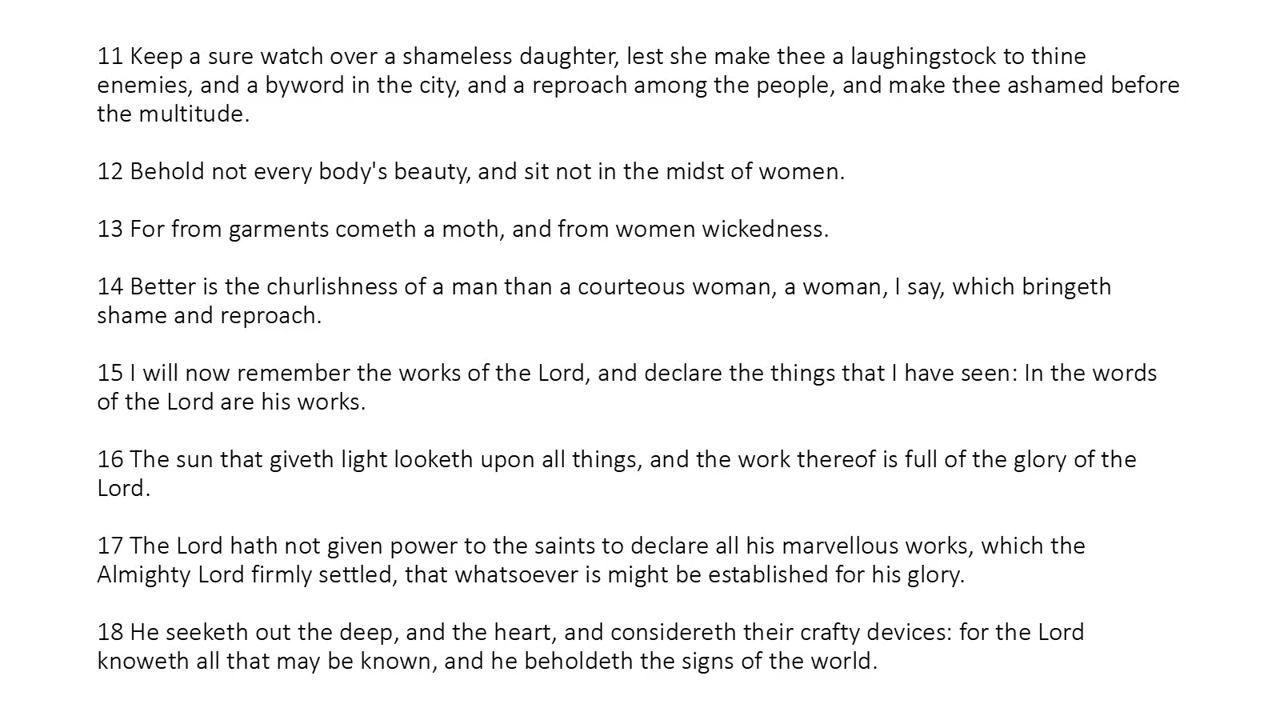 11 Keep a sure watch over a shameless daughter, lest she make thee a laughingstock to thine
enemies, and a byword in the city, and a reproach among the people, and make thee ashamed before
the multitude.
12 Behold not every body's beauty, and sit not in the midst of women.
13 For from garments cometh a moth, and from women wickedness.
14 Better is the churlishness of a man than a courteous woman, a woman, I say, which bringeth
shame and reproach.
15 I will now remember the works of the Lord, and declare the things that I have seen: In the words
of the Lord are his works.
16 The sun that giveth light looketh upon all things, and the work thereof is full of the glory of the
Lord.
17 The Lord hath not given power to the saints to declare all his marvellous works, which the
Almighty Lord firmly settled, that whatsoever is might be established for his glory.
18 He seeketh out the deep, and the heart, and considereth their crafty devices: for the Lord
knoweth all that may be known, and he beholdeth the signs of the world.